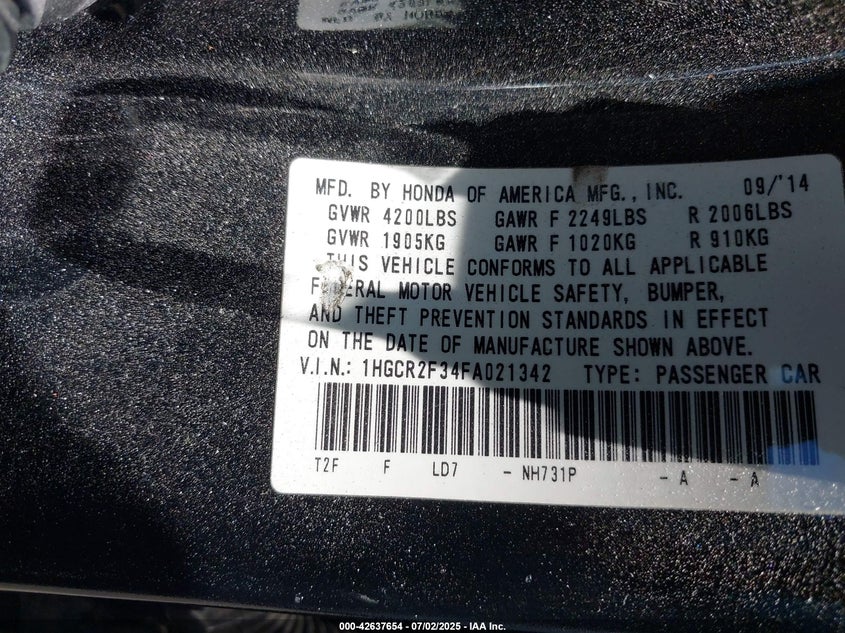 MFD. BY HONDA OF AMERICA MFG., INC. 09/'14
GVWR 4200LBS GAWR F 2249LBS R 2006LBS
GVWR 1905KG GAWR F 1020KG R 910KG
THIS VEHICLE CONFORMS TO ALL APPLICABLE
FEDERAL MOTOR VEHICLE SAFETY, BUMPER,
AND THEFT PREVENTION STANDARDS IN EFFECT
ON THE DATE OF MANUFACTURE SHOWN ABOVE.
V.I.N.: 1HGCR2F34FA021342 TYPE: PASSENGER CAR
T2F F LD7 - NH731P - A - A
000-42637654 / 07/02/2025 - IAA Inc.